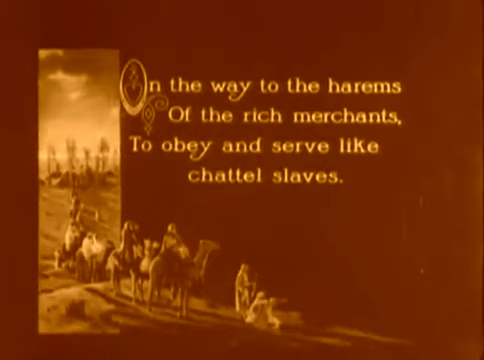 On the way to the harems
Of the rich merchants,
To obey and serve like
chattel slaves.